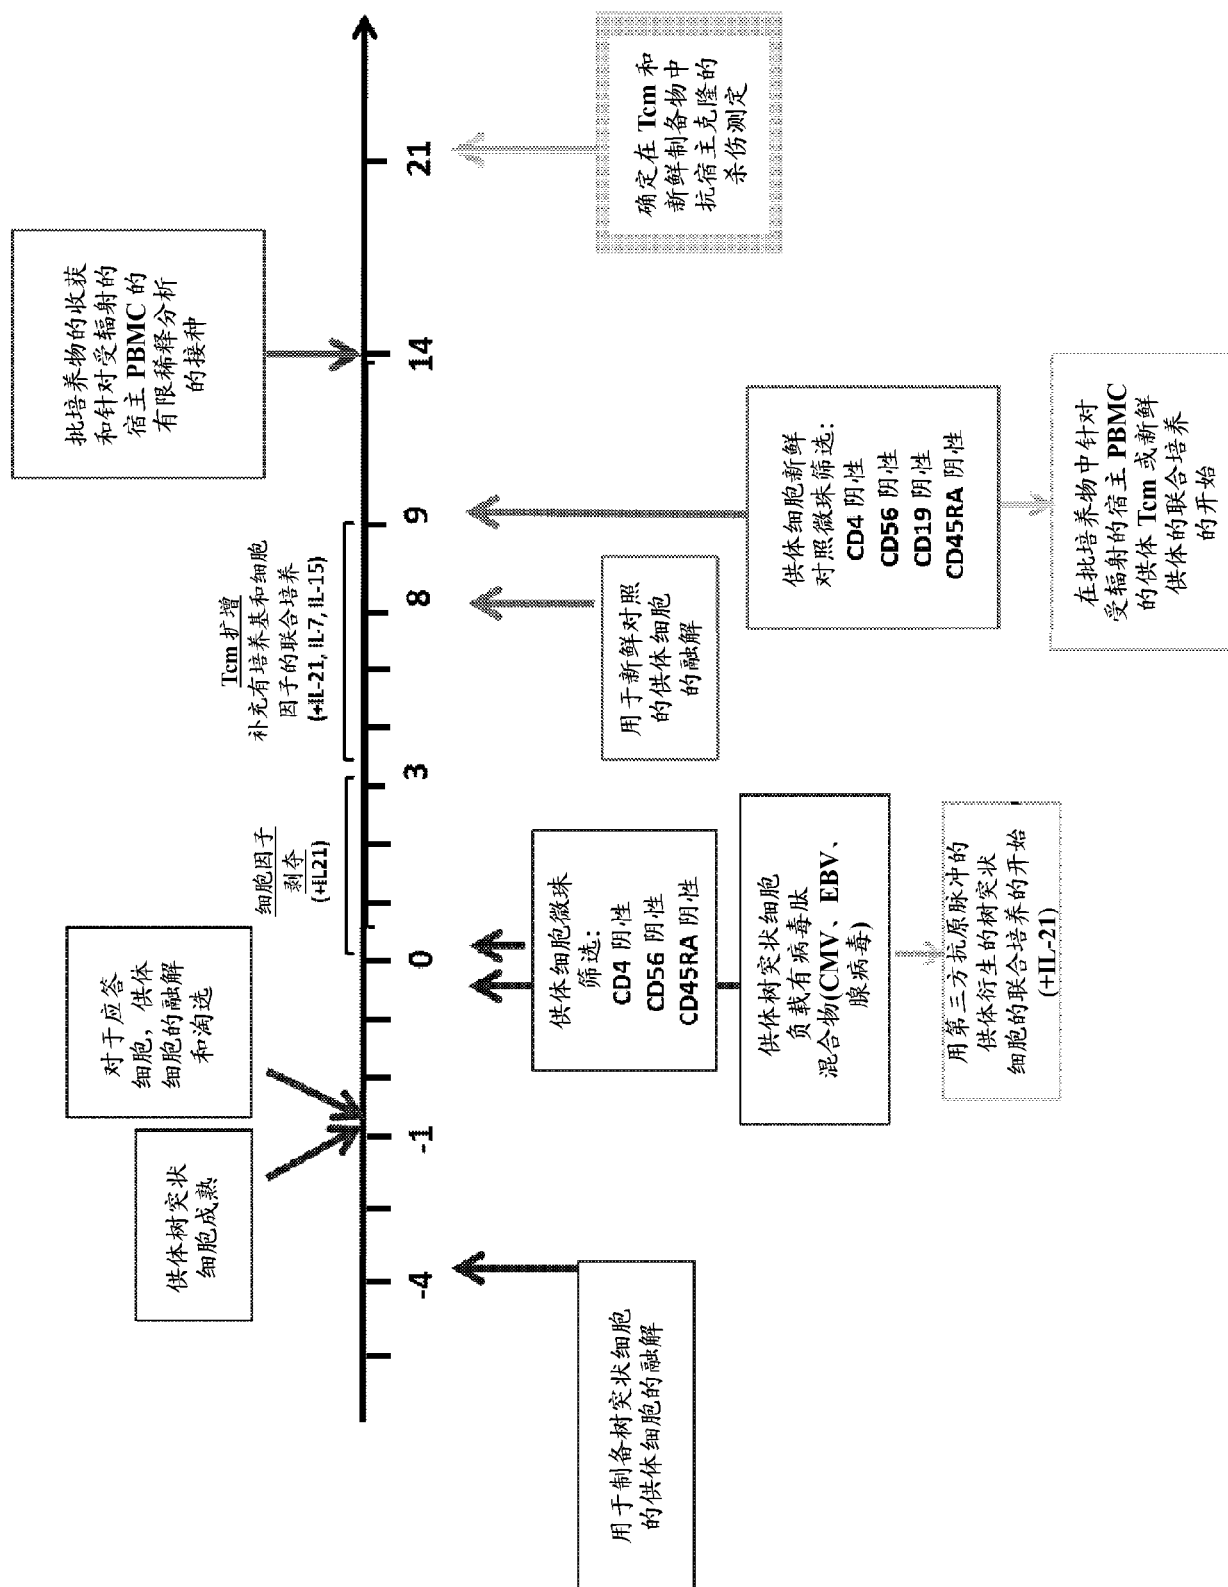 供体树突状
细胞成熟
对于应答
细胞，供体
细胞的融解
和淘选
细胞因子
剥夺
(+IL21)
Tcm 扩增
补充有培养基和细胞
因子的联合培养
(+IL-21, IL-7, IL-15)
批培养物的收获
和针对受辐射的
宿主 PBMC 的
有限稀释分析
的接种
-4
-1
0
3
8
9
14
21
用于制备树突状细胞
的供体细胞的融解
供体细胞微珠
筛选：
CD4 阴性
CD56 阴性
CD45RA 阴性
供体树突状细胞
负载有病毒肽
混合物(CMV、EBV、
腺病毒)
用第三方抗原脉冲的
供体衍生的树突状
细胞的联合培养的开始
(+IL-21)
用于新鲜对照
的供体细胞
的融解
供体细胞新鲜
对照微珠筛选：
CD4 阴性
CD56 阴性
CD19 阴性
CD45RA 阴性
在批培养物中针对
受辐射的宿主 PBMC
的供体 Tcm 或新鲜
供体的联合培养
的开始
确定在 Tcm 和
新鲜制备物中
抗宿主克隆的
杀伤测定